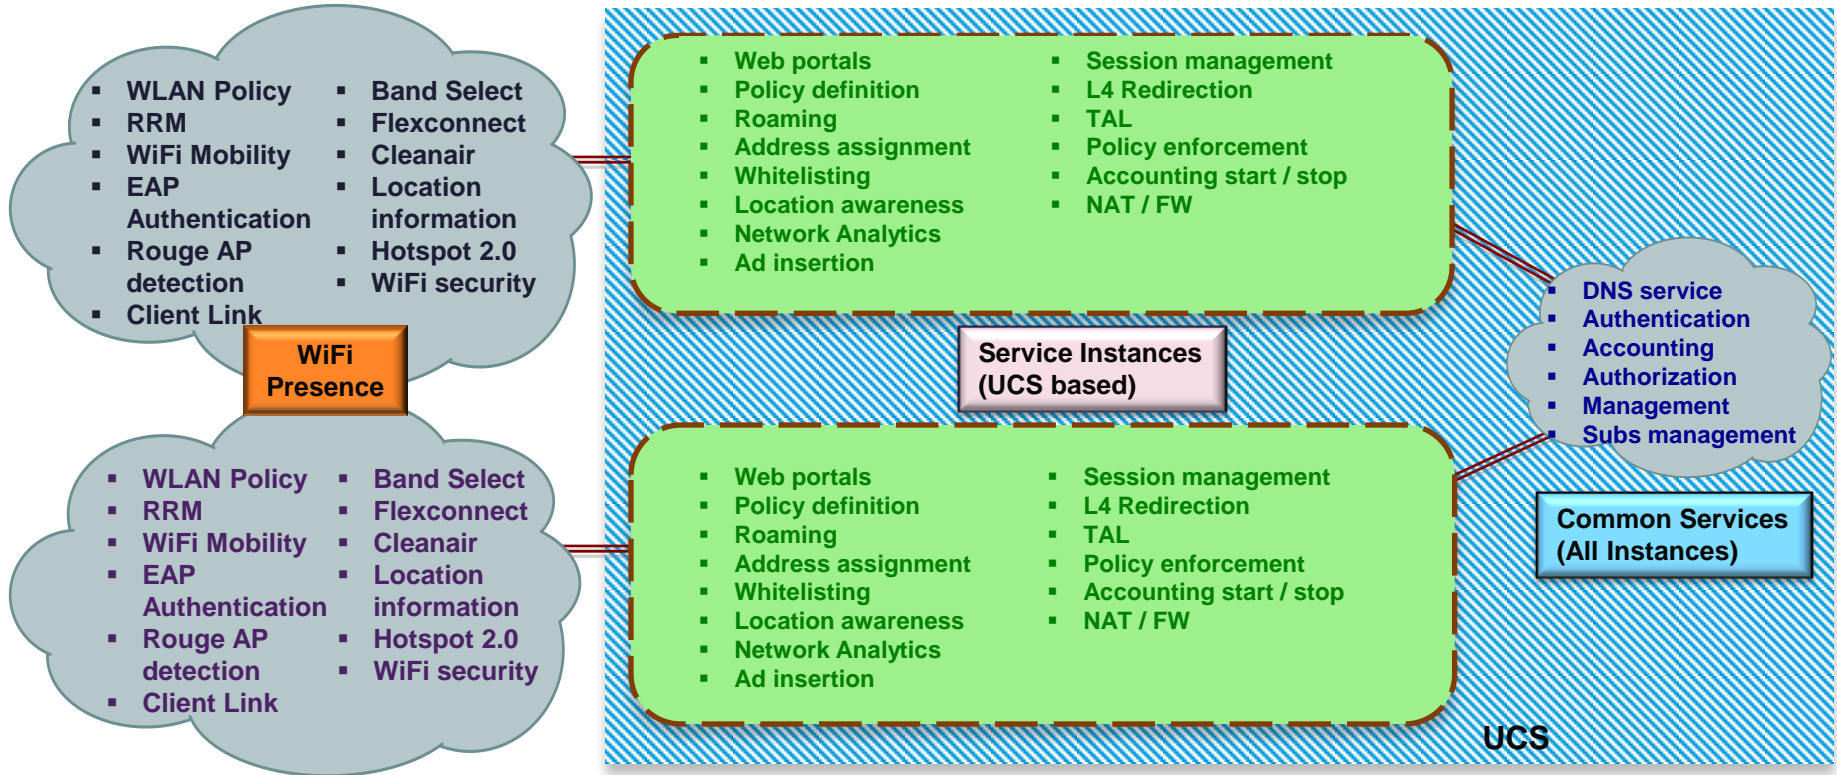 WLAN Policy
RRM
WiFi Mobility
EAP
Authentication
Rouge AP
detection
Client Link
Band Select
Flexconnect
Cleanair
Location
information
Hotspot 2.0
WiFi security
WiFi
Presence
WLAN Policy
RRM
WiFi Mobility
EAP
Authentication
Rouge AP
detection
Client Link
Band Select
Flexconnect
Cleanair
Location
information
Hotspot 2.0
WiFi security
Web portals
Policy definition
Roaming
Address assignment
Whitelisting
Location awareness
Network Analytics
Ad insertion
Session management
L4 Redirection
TAL
Policy enforcement
Accounting start / stop
NAT / FW
Service Instances
(UCS based)
Web portals
Policy definition
Roaming
Address assignment
Whitelisting
Location awareness
Network Analytics
Ad insertion
Session management
L4 Redirection
TAL
Policy enforcement
Accounting start / stop
NAT / FW
DNS service
Authentication
Accounting
Authorization
Management
Subs management
Common Services
(All Instances)
UCS